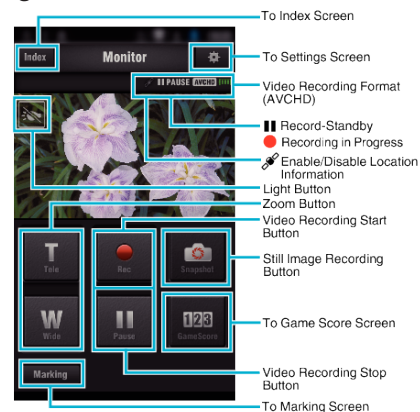 To Index Screen
Index
Monitor
To Settings Screen
PAUSE AVCHD
Video Recording Format
(AVCHD)
Record-Standby
Recording in Progress
Enable/Disable Location
Information
Light Button
Zoom Button
Video Recording Start
Button
T
Tele
Rec
Snapshot
Still Image Recording
Button
W
Wide
Pause
123
GameScore
To Game Score Screen
Marking
Video Recording Stop
Button
To Marking Screen